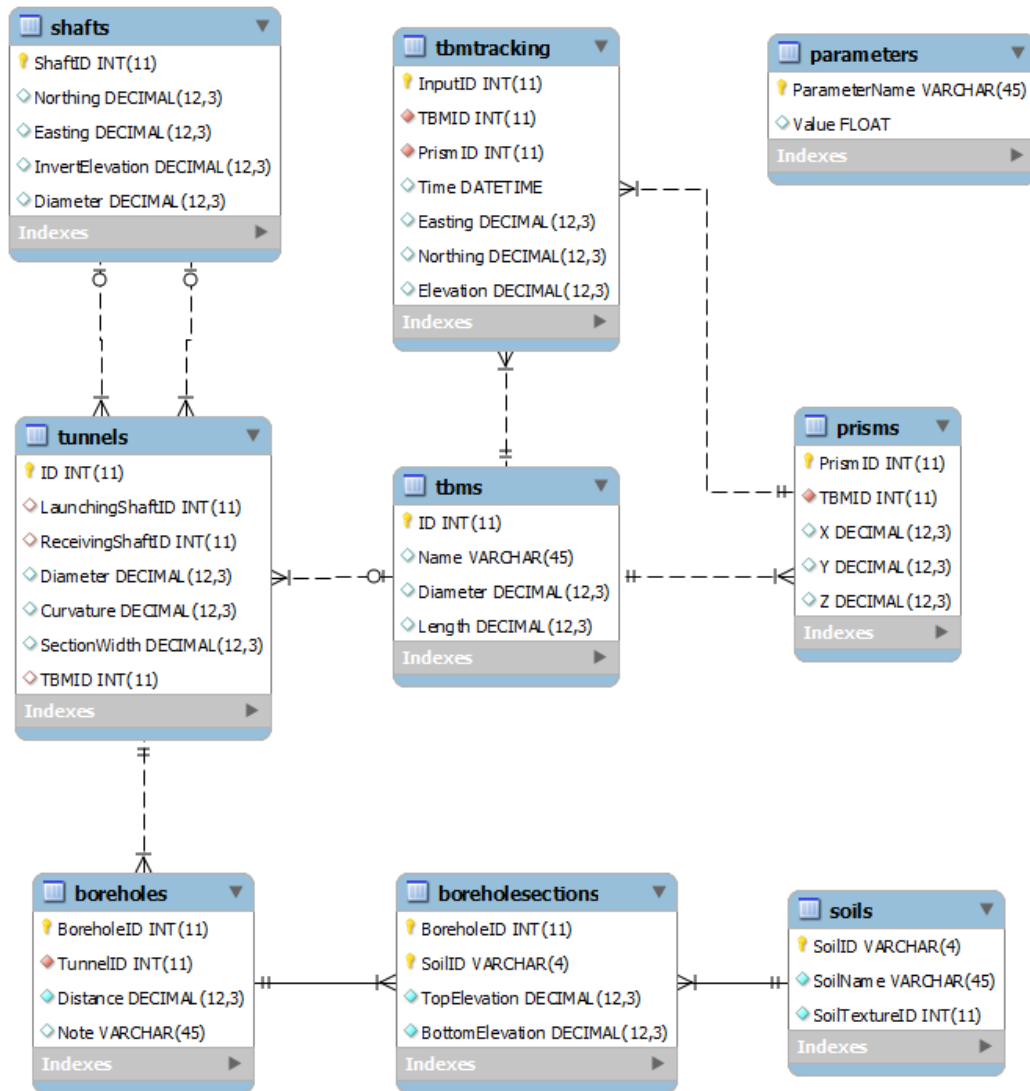 shafts
ShaftID INT(11)
Northing DECIMAL(12,3)
Easting DECIMAL(12,3)
InvertElevation DECIMAL(12,3)
Diameter DECIMAL(12,3)
Indexes
tbmtracking
InputID INT(11)
TBMID INT(11)
PrismID INT(11)
Time DATETIME
Easting DECIMAL(12,3)
Northing DECIMAL(12,3)
Elevation DECIMAL(12,3)
Indexes
parameters
ParameterName VARCHAR(45)
Value FLOAT
Indexes
tunnels
ID INT(11)
LaunchingShaftID INT(11)
ReceivingShaftID INT(11)
Diameter DECIMAL(12,3)
Curvature DECIMAL(12,3)
SectionWidth DECIMAL(12,3)
TBMID INT(11)
Indexes
tbms
ID INT(11)
Name VARCHAR(45)
Diameter DECIMAL(12,3)
Length DECIMAL(12,3)
Indexes
prisms
PrismID INT(11)
TBMID INT(11)
X DECIMAL(12,3)
Y DECIMAL(12,3)
Z DECIMAL(12,3)
Indexes
boreholes
BoreholeID INT(11)
TunnelID INT(11)
Distance DECIMAL(12,3)
Note VARCHAR(45)
Indexes
boreholesections
BoreholeID INT(11)
SoilID VARCHAR(4)
TopElevation DECIMAL(12,3)
BottomElevation DECIMAL(12,3)
Indexes
soils
SoilID VARCHAR(4)
SoilName VARCHAR(45)
SoilTextureID INT(11)
Indexes